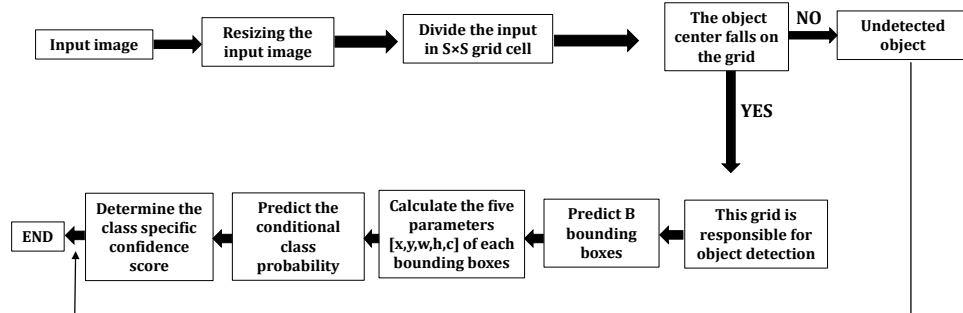 Input image
Resizing the
input image
Divide the input
in S×S grid cell
The object
center falls on
the grid
NO
Undetected
object
YES
END
Determine the
class specific
confidence
score
Predict the
conditional
class
probability
Calculate the five
parameters
[x,y,w,h,c] of each
bounding boxes
Predict B
bounding
boxes
This grid is
responsible for
object detection